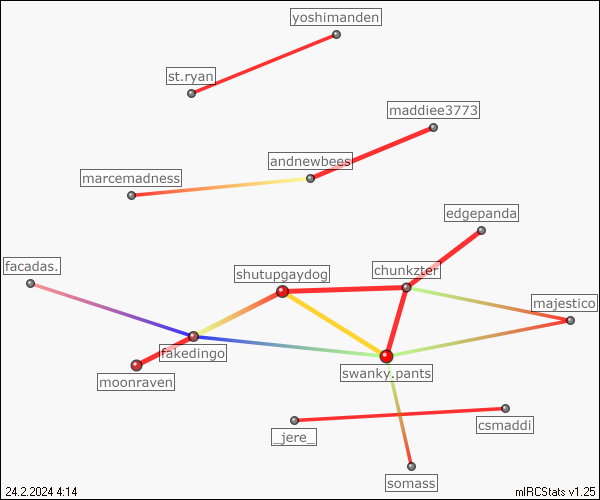 yoshimanden
st.ryan
maddiee3773
andnewbees
marcemadness
edgepanda
facadas.
shutupgaydog
chunkzter
majestico
fakedingo
moonraven
swanky.pants
csmaddi
_jere_
somass
24.2.2024 4:14
mIRCStats v1.25